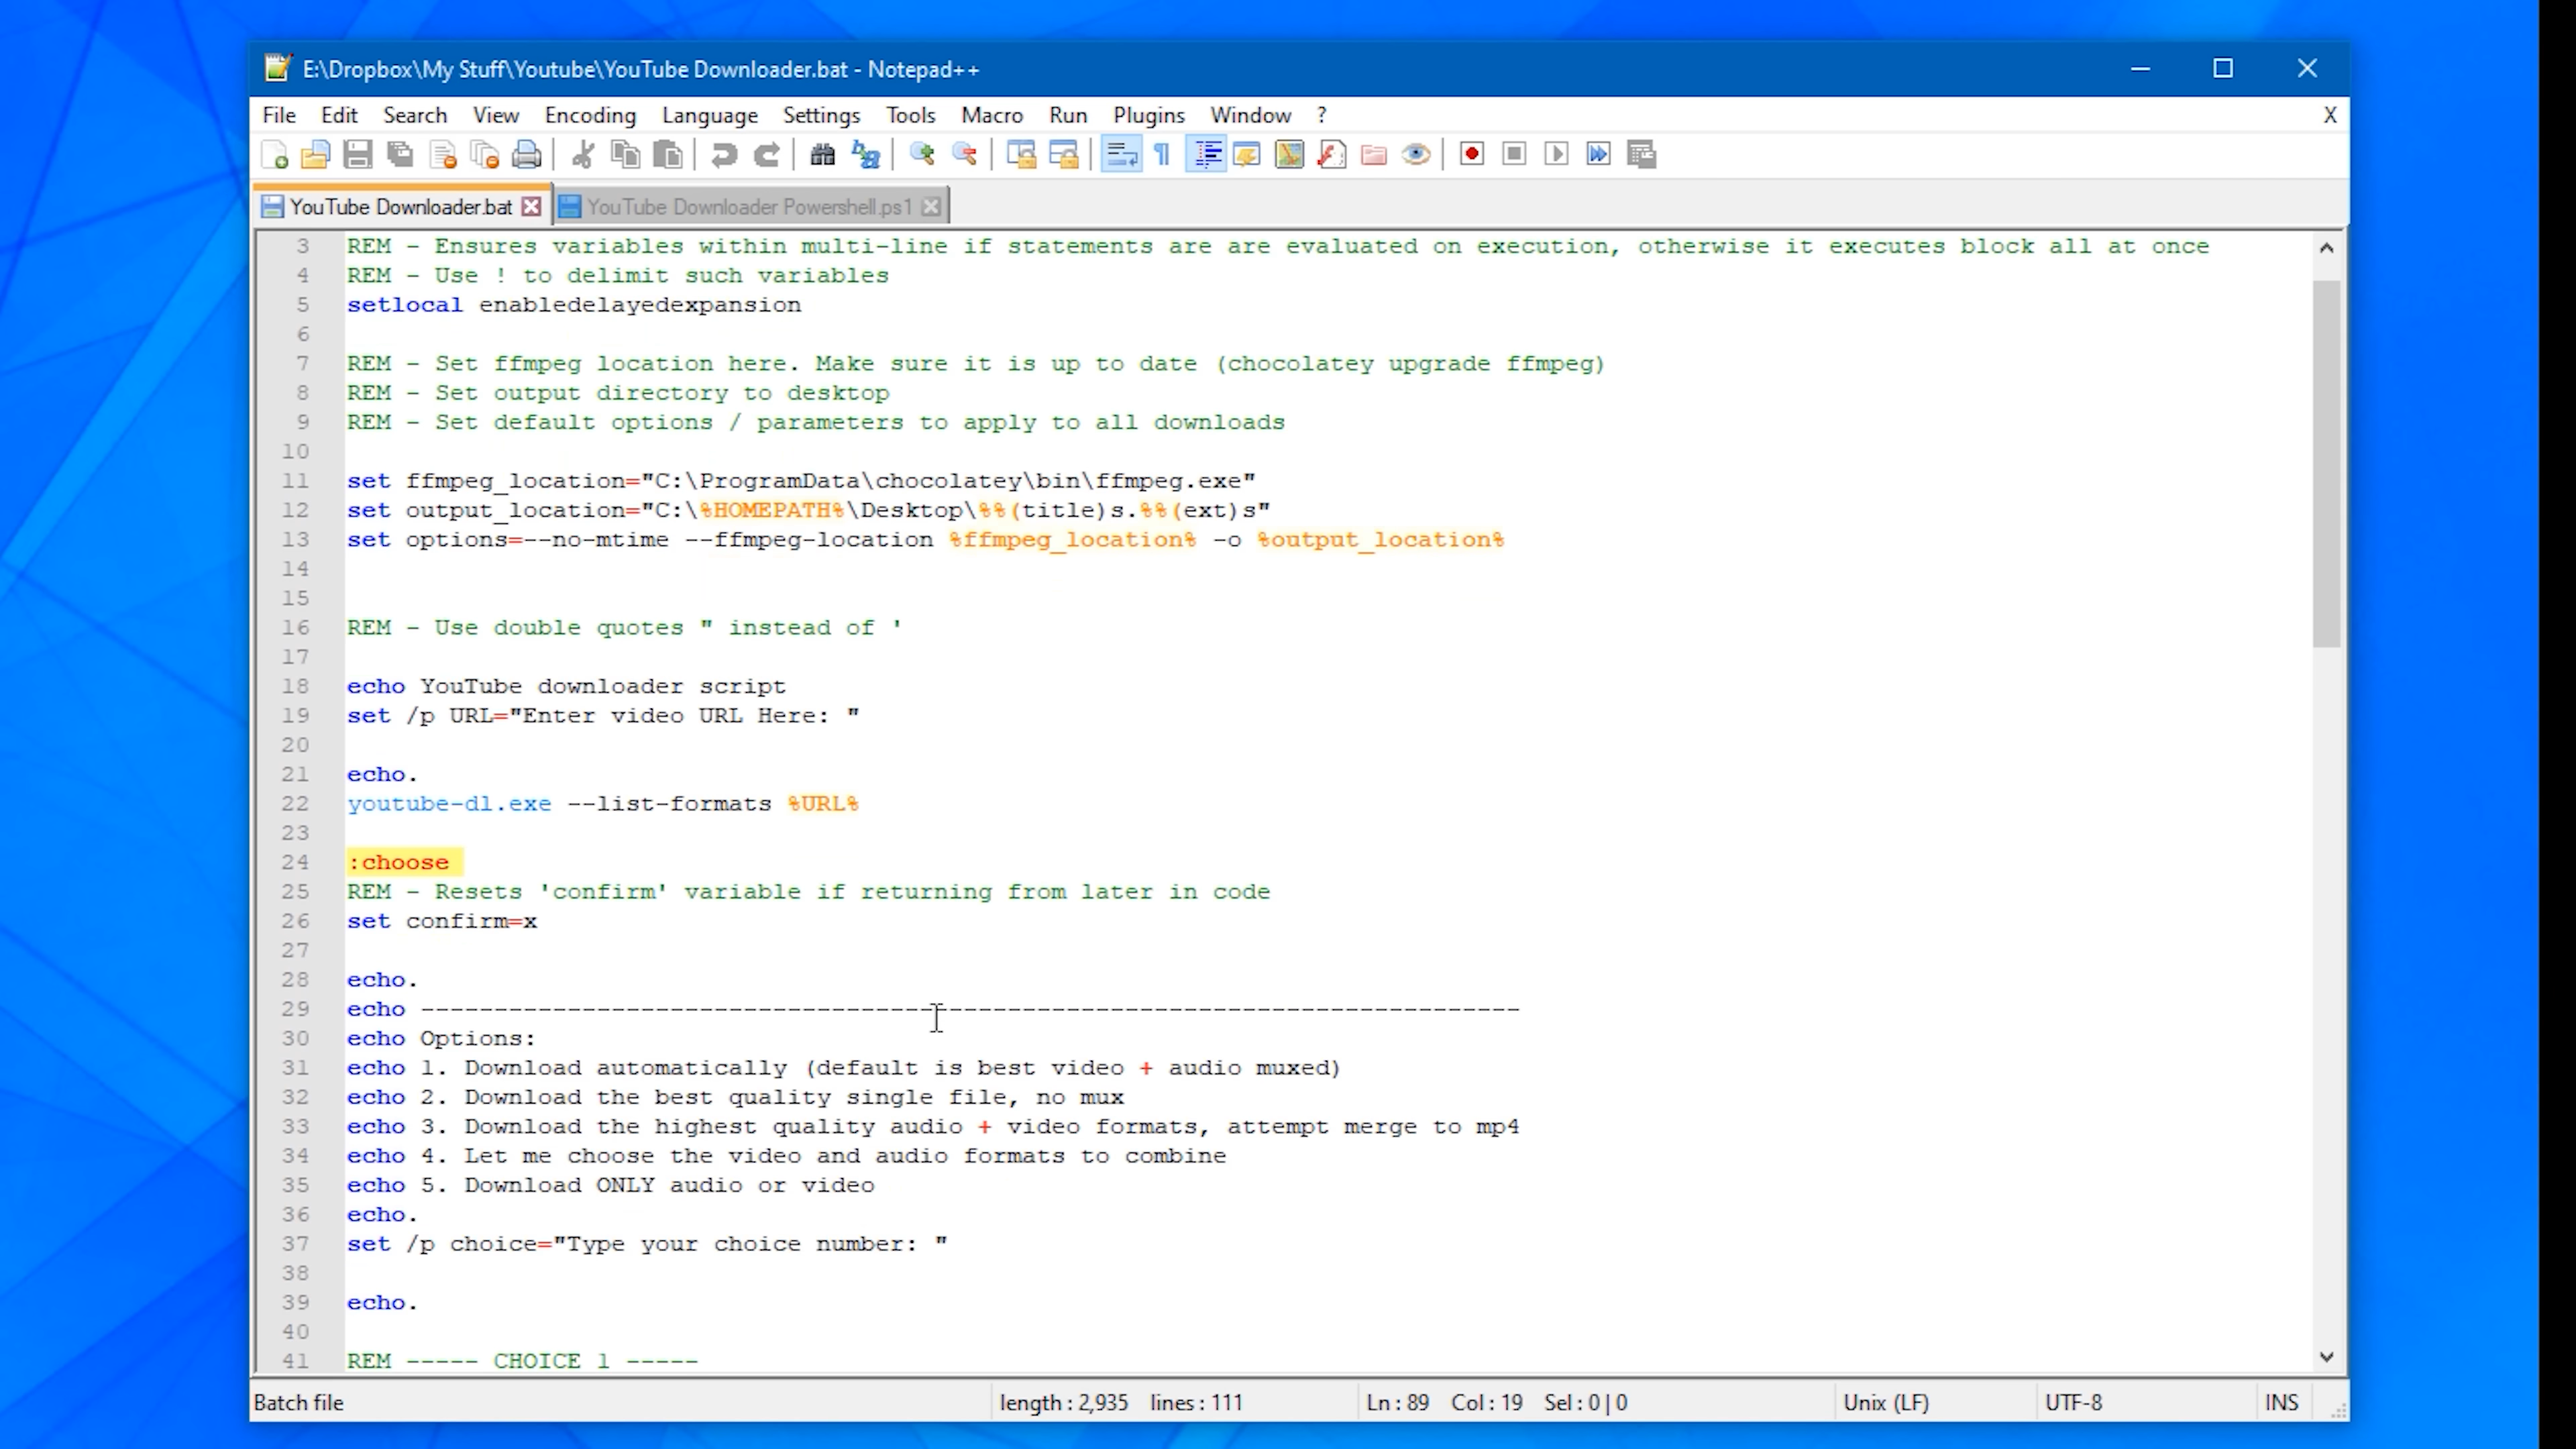 E:\Dropbox\My Stuff\Youtube\YouTube Downloader.bat - Notepad++
File Edit Search View Encoding Language Settings Tools Macro Run Plugins Window ? X
YouTube Downloader.bat YouTube Downloader Powershell.ps1
3 REM - Ensures variables within multi-line if statements are are evaluated on execution, otherwise it executes block all at once
4 REM - Use ! to delimit such variables
5 setlocal enabledelayedexpansion
6
7 REM - Set ffmpeg location here. Make sure it is up to date (chocolatey upgrade ffmpeg)
8 REM - Set output directory to desktop
9 REM - Set default options / parameters to apply to all downloads
10
11 set ffmpeg_location="C:\ProgramData\chocolatey\bin\ffmpeg.exe"
12 set output_location="C:\%HOMEPATH%\Desktop\%%(title)s.%%(ext)s"
13 set options=--no-mtime --ffmpeg-location %ffmpeg_location% -o %output_location%
14
15
16 REM - Use double quotes " instead of '
17
18 echo YouTube downloader script
19 set /p URL="Enter video URL Here: "
20
21 echo.
22 youtube-dl.exe --list-formats %URL%
23
24 :choose
25 REM - Resets 'confirm' variable if returning from later in code
26 set confirm=x
27
28 echo.
29 echo ---------------------------------------------------------------------------
30 echo Options:
31 echo 1. Download automatically (default is best video + audio muxed)
32 echo 2. Download the best quality single file, no mux
33 echo 3. Download the highest quality audio + video formats, attempt merge to mp4
34 echo 4. Let me choose the video and audio formats to combine
35 echo 5. Download ONLY audio or video
36 echo.
37 set /p choice="Type your choice number: "
38
39 echo.
40
41 REM ----- CHOICE 1 -----
Batch file length : 2,935 lines : 111 Ln : 89 Col : 19 Sel : 0 | 0 Unix (LF) UTF-8 INS